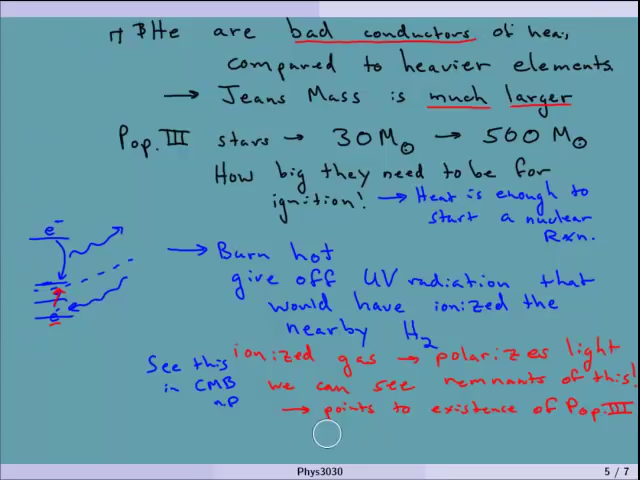 H & He are bad conductors of heat,
compared to heavier elements
→ Jeans Mass is much larger
Pop. III stars → 30 M☉ → 500 M☉
How big they need to be for
ignition! → Heat is enough to
start a nuclear
Rxn.
e⁻
→ Burn hot
give off UV radiation that
would have ionized the
nearby H₂
e⁻
See this ionized gas → polarizes light
in CMB we can see remnants of this!
→ points to existence of Pop. III
Phys3030
5 / 7